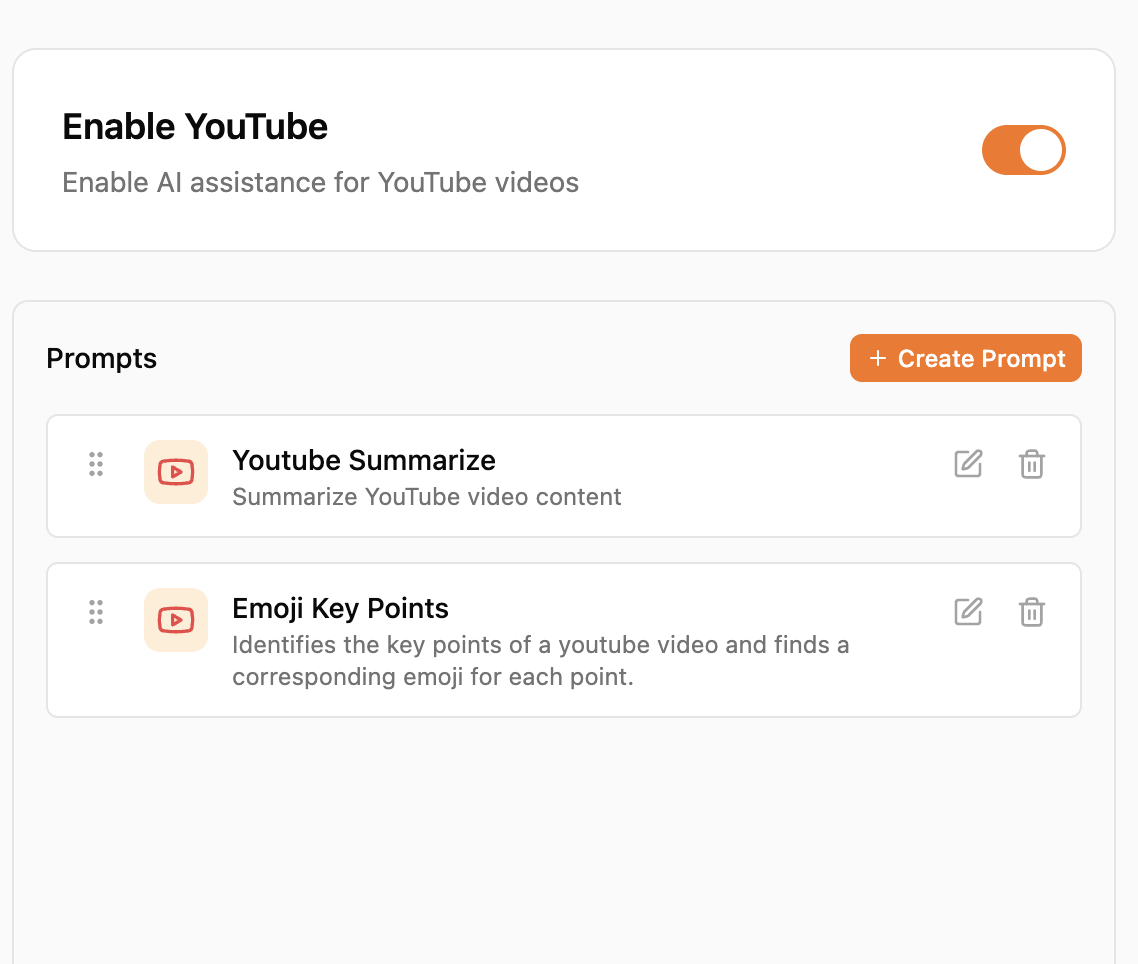 Enable YouTube
Enable AI assistance for YouTube videos
Prompts
+ Create Prompt
Youtube Summarize
Summarize YouTube video content
Emoji Key Points
Identifies the key points of a youtube video and finds a
corresponding emoji for each point.